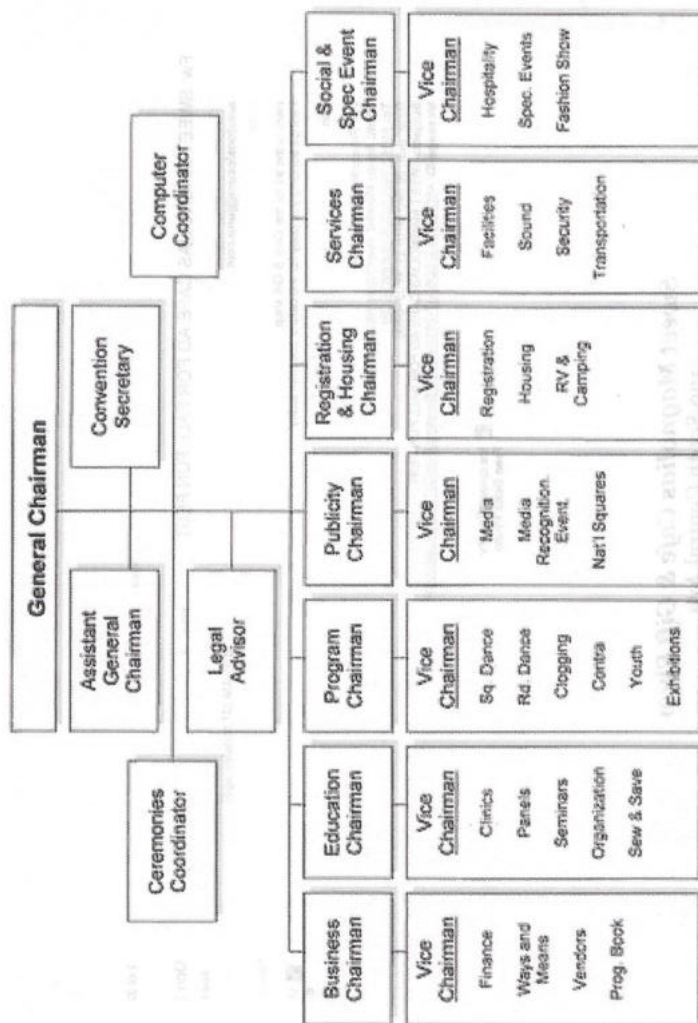 General Chairman
Assistant
General
Chairman
Convention
Secretary
Ceremonies
Coordinator
Computer
Coordinator
Legal
Advisor
Business
Chairman
Education
Chairman
Program
Chairman
Publicity
Chairman
Registration
& Housing
Chairman
Services
Chairman
Social &
Spec Event
Chairman
Vice
Chairman
Finance
Ways and
Means
Vendors
Prog. Book
Vice
Chairman
Clinics
Panels
Seminars
Organization
Sew & Save
Vice
Chairman
Sq. Dance
Rd. Dance
Clogging
Contra
Youth
Exhibitions
Vice
Chairman
Media
Media
Recognition.
Event.
Nat'l Squares
Vice
Chairman
Registration
Housing
RV &
Camping
Vice
Chairman
Facilities
Sound
Security
Transportation
Vice
Chairman
Hospitality
Spec. Events
Fashion Show